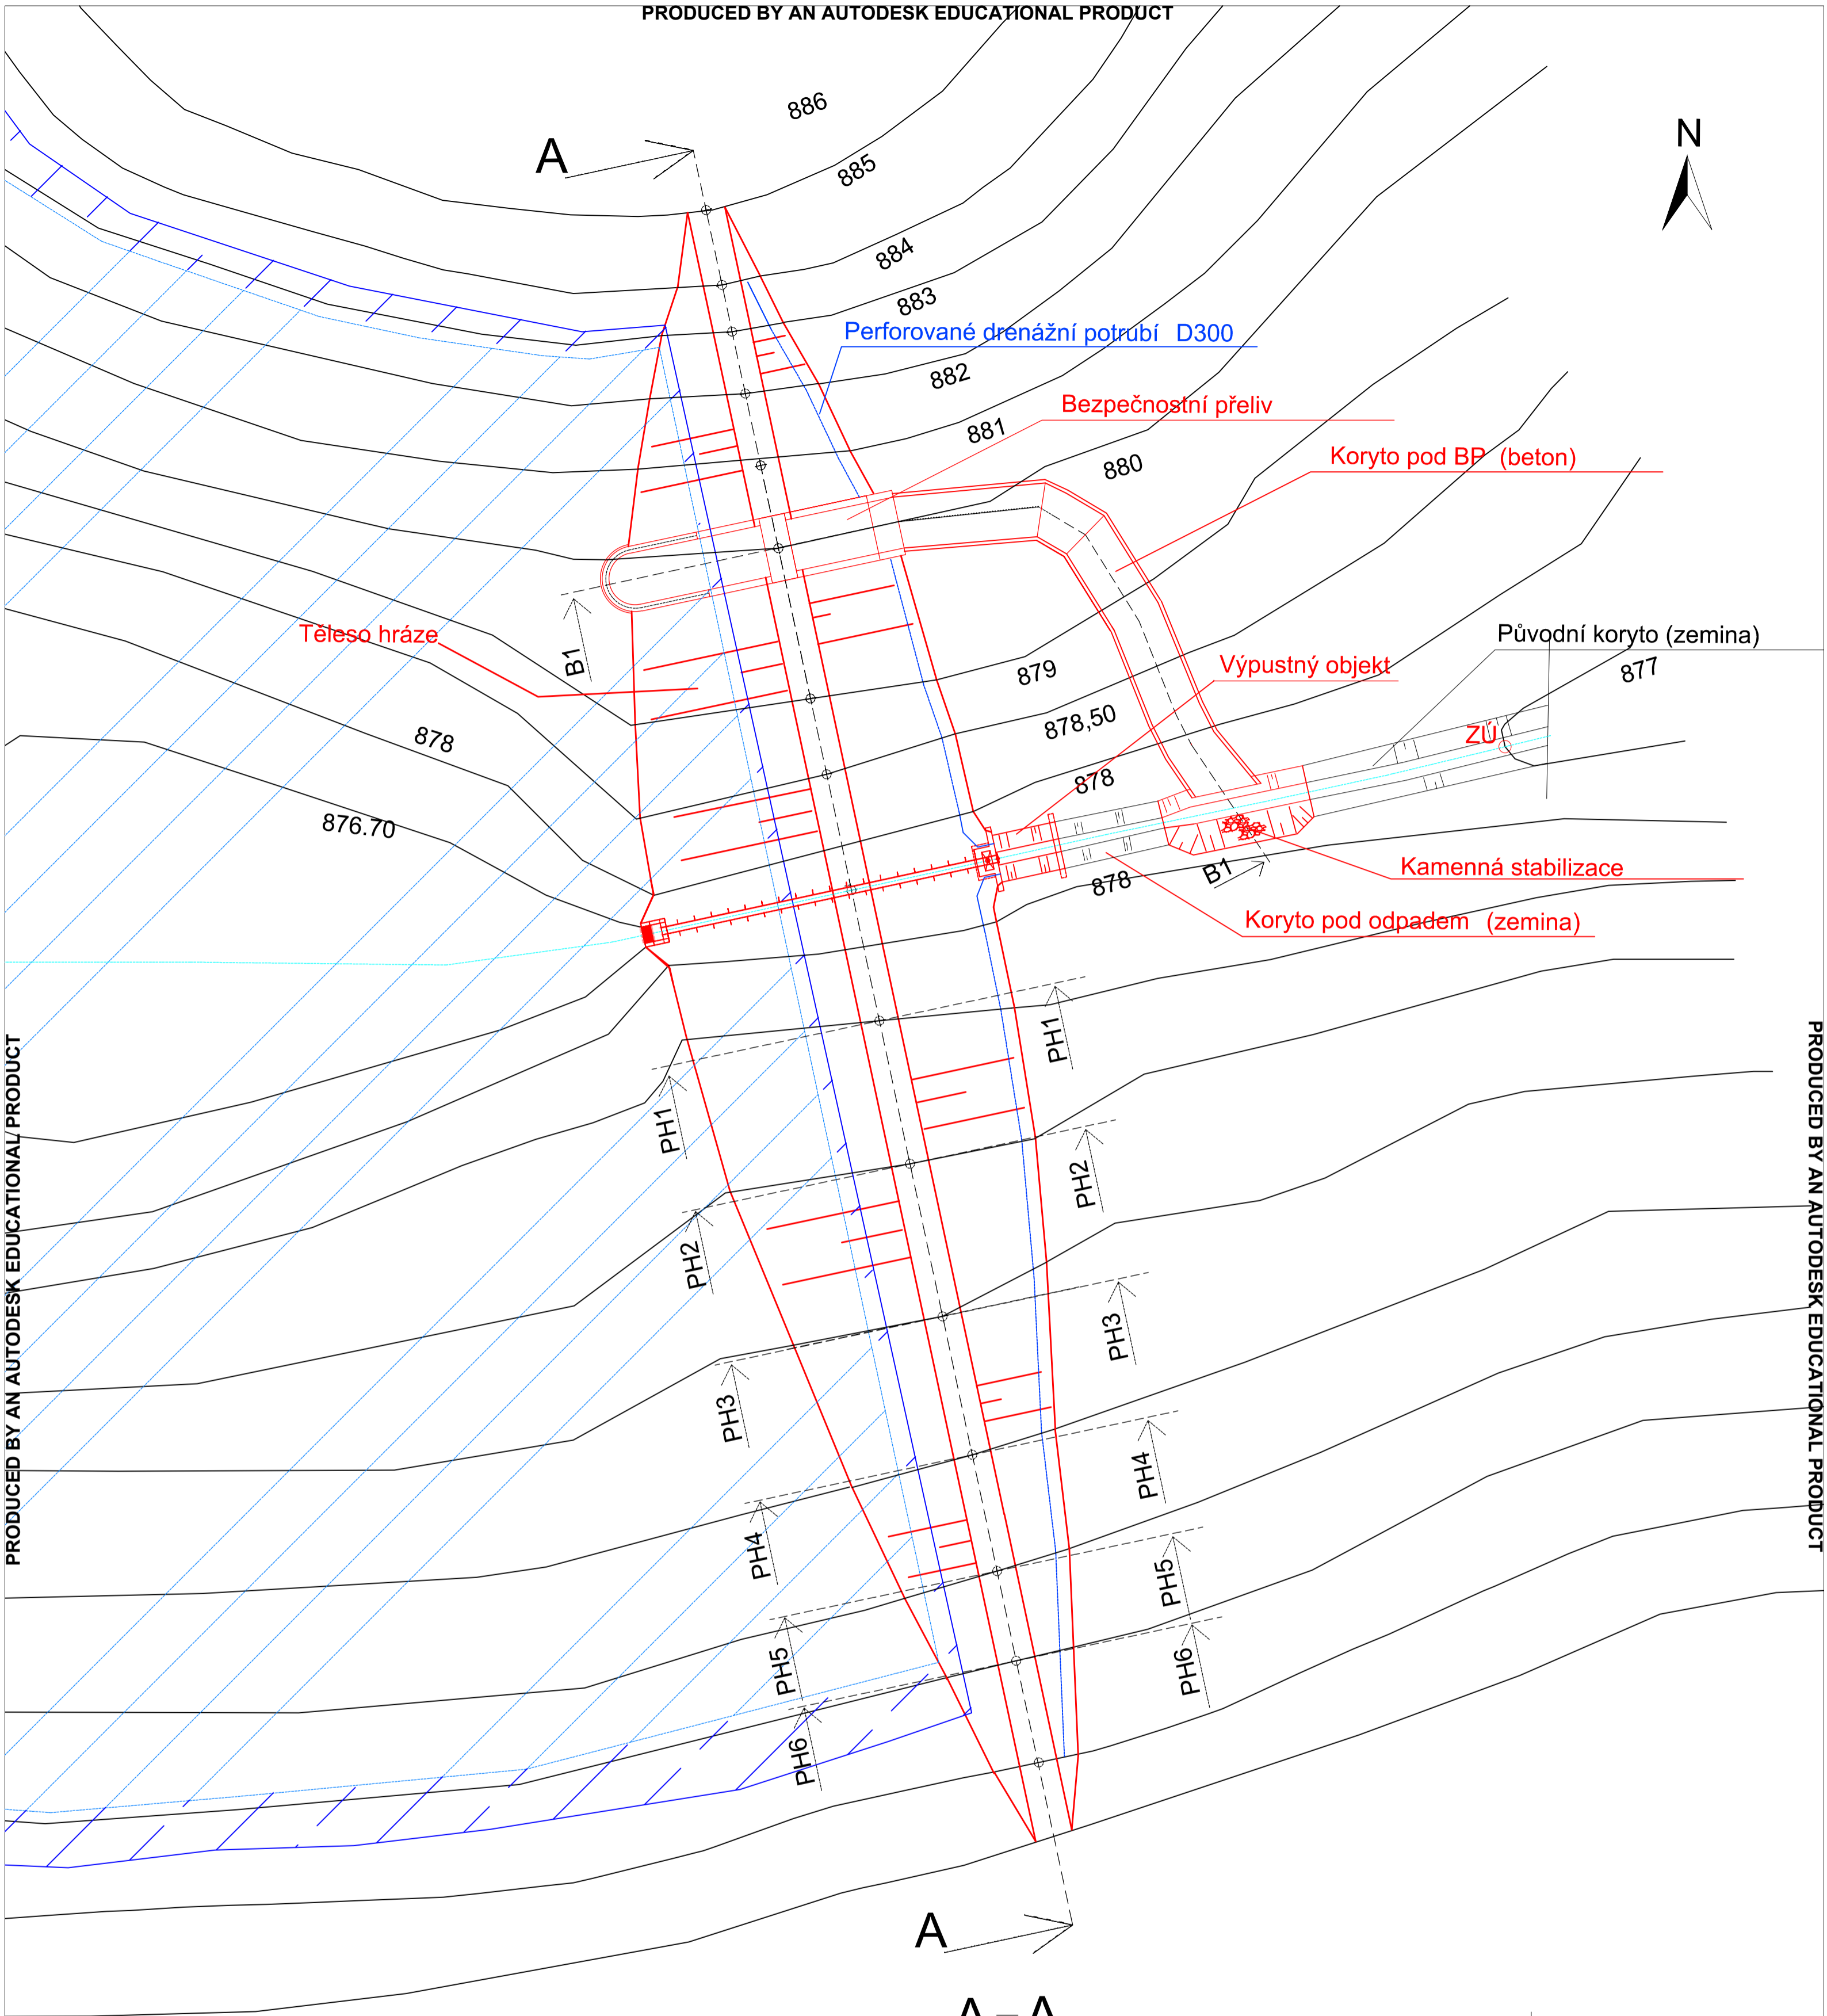 PRODUCED BY AN AUTODESK EDUCATIONAL PRODUCT
886
A
N
885
884
883
Perforované drenážní potrubí D300
882
Bezpečnostní přeliv
881
Koryto pod BP (beton)
880
Těleso hráze
B1
Původní koryto (zemina)
Výpustný objekt
879
877
878,50
878
ZÚ
878
876.70
Kamenná stabilizace
B1
878
Koryto pod odpadem (zemina)
PH1
PH1
PH2
PH2
PH3
PH3
PH4
PH4
PH5
PH5
PH6
PH6
A
A - A
PRODUCED BY AN AUTODESK EDUCATIONAL PRODUCT
PRODUCED BY AN AUTODESK EDUCATIONAL PRODUCT